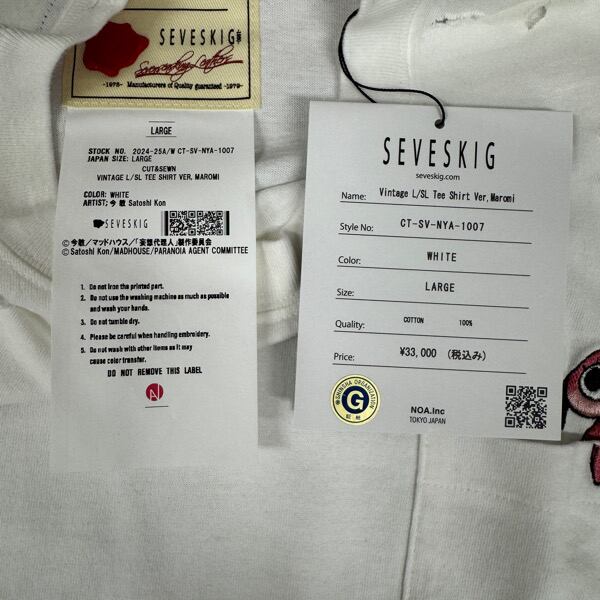 SEVESKIG
Sevenskinz Leathers
-1978- Manufacturers of Quality guaranteed -1979-
LARGE
STOCK NO. 2024-25A/W CT-SV-NYA-1007
JAPAN SIZE: LARGE
CUT&SEWN
VINTAGE L/SL TEE SHIRT VER. MAROMI
COLOR: WHITE
ARTIST; 今 敏 Satoshi Kon
SEVESKIG
© 今敏／マッドハウス／「妄想代理人」製作委員会
© Satoshi Kon/MADHOUSE/PARANOIA AGENT COMMITTEE
1. Do not iron the printed part.
2. Do not use the washing machine as much as possible
and wash your hands.
3. Do not tumble dry.
4. Please be careful when handling embroidery.
5. Do not wash with other items as it may
cause color transfer.
DO NOT REMOVE THIS LABEL
SEVESKIG
seveskig.com
Name: Vintage L/SL Tee Shirt Ver.Maromi
Style No: CT-SV-NYA-1007
Color: WHITE
Size: LARGE
Quality: COTTON 100%
Price: ¥33,000 （税込み）
G
NOA.Inc
TOKYO JAPAN